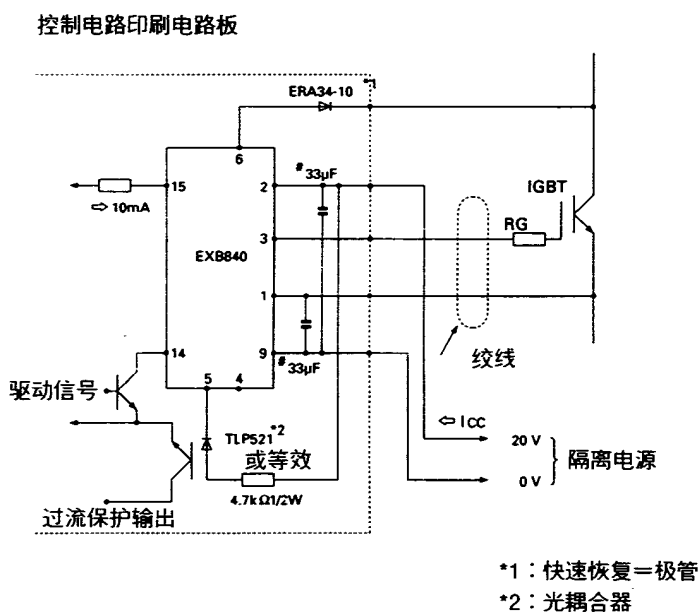 控制电路印刷电路板
*1
ERA34-10
6
15
2
# 33μF
⇨ 10mA
IGBT
3
RG
EXB840
1
14
9
# 33μF
绞线
5
4
驱动信号
TLP521*2
或等效
⇦ ICC
20 V
隔离电源
0 V
4.7kΩ1/2W
过流保护输出
*1：快速恢复＝极管
*2：光耦合器